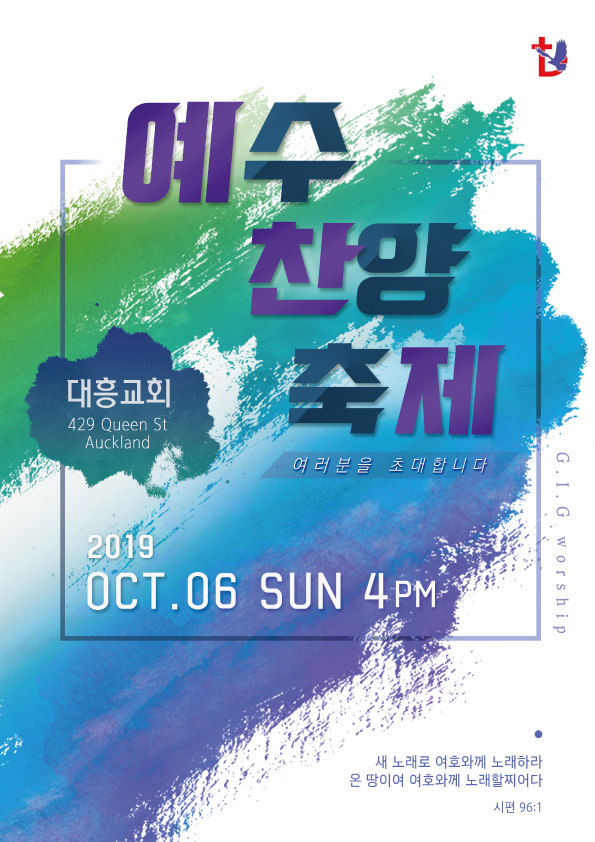 예수
찬양
축제
여러분을 초대합니다
대흥교회
429 Queen St
Auckland
2019
OCT.06 SUN 4PM
G.I.G worship
새 노래로 여호와께 노래하라
온 땅이여 여호와께 노래할찌어다
시편 96:1